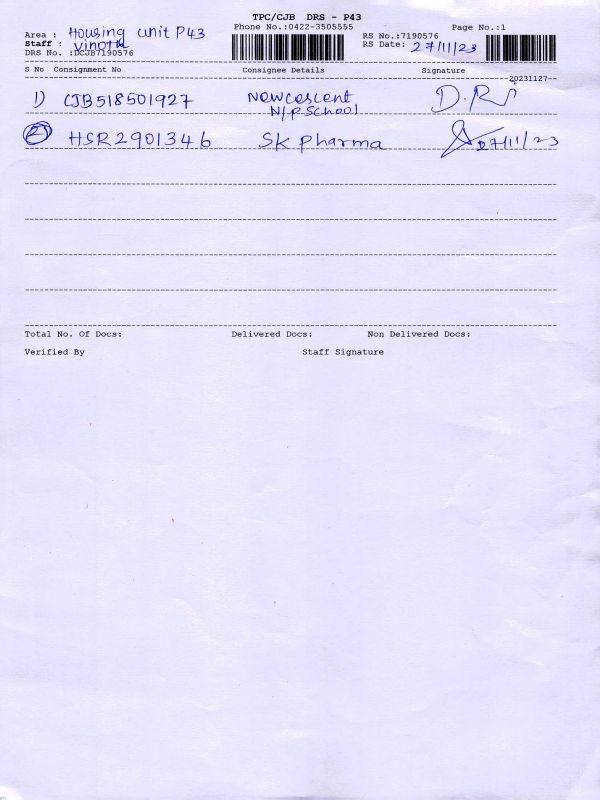 TPC/CJB DRS - P43
Area : Housing unit P43 Phone No.:0422-3505555 Page No.:1
Staff : vinoth RS No.:7190576
DRS No. :DCJB7190576 RS Date: 27/11/23
S No Consignment No Consignee Details Signature
20231127
1) CJB518501927 Newcescent D.R
N/P School
2) HSR2901346 SK Pharma 27/11/23
Total No. Of Docs: Delivered Docs: Non Delivered Docs:
Verified By Staff Signature